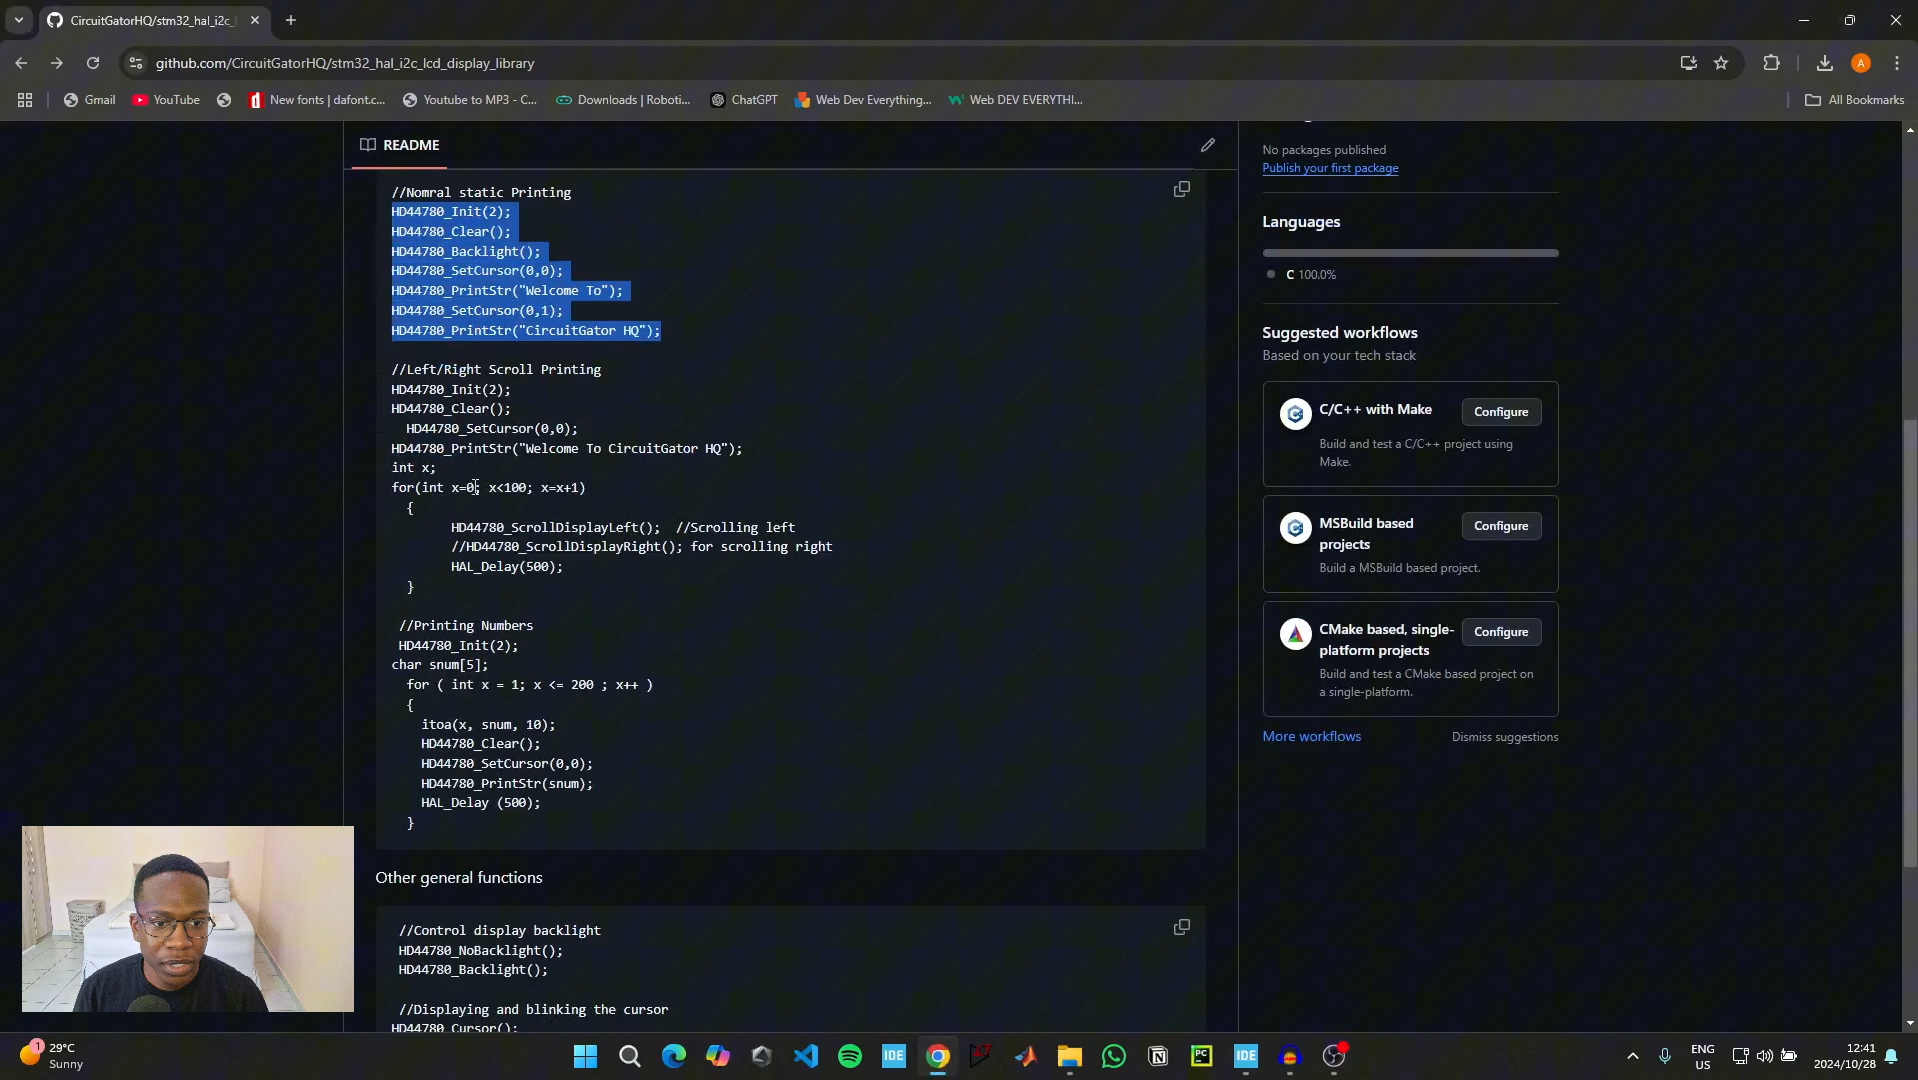 CircuitGatorHQ/stm32_hal_i2c_l
github.com/CircuitGatorHQ/stm32_hal_i2c_lcd_display_library
A
Gmail
YouTube
New fonts | dafont.c...
Youtube to MP3 - C...
Downloads | Roboti...
ChatGPT
Web Dev Everything...
Web DEV EVERYTHI...
All Bookmarks
README
//Nomral static Printing
HD44780_Init(2);
HD44780_Clear();
HD44780_Backlight();
HD44780_SetCursor(0,0);
HD44780_PrintStr("Welcome To");
HD44780_SetCursor(0,1);
HD44780_PrintStr("CircuitGator HQ");
//Left/Right Scroll Printing
HD44780_Init(2);
HD44780_Clear();
HD44780_SetCursor(0,0);
HD44780_PrintStr("Welcome To CircuitGator HQ");
int x;
for(int x=0; x<100; x=x+1)
{
HD44780_ScrollDisplayLeft();  //Scrolling left
//HD44780_ScrollDisplayRight(); for scrolling right
HAL_Delay(500);
}
//Printing Numbers
HD44780_Init(2);
char snum[5];
for ( int x = 1; x <= 200 ; x++ )
{
itoa(x, snum, 10);
HD44780_Clear();
HD44780_SetCursor(0,0);
HD44780_PrintStr(snum);
HAL_Delay (500);
}
Other general functions
//Control display backlight
HD44780_NoBacklight();
HD44780_Backlight();
//Displaying and blinking the cursor
HD44780_Cursor();
No packages published
Publish your first package
Languages
C 100.0%
Suggested workflows
Based on your tech stack
C/C++ with Make
Configure
Build and test a C/C++ project using
Make.
MSBuild based
projects
Configure
Build a MSBuild based project.
CMake based, single-
platform projects
Configure
Build and test a CMake based project on
a single-platform.
More workflows
Dismiss suggestions
1
29°C
Sunny
IDE
PC
IDE
ENG
US
12:41
2024/10/28